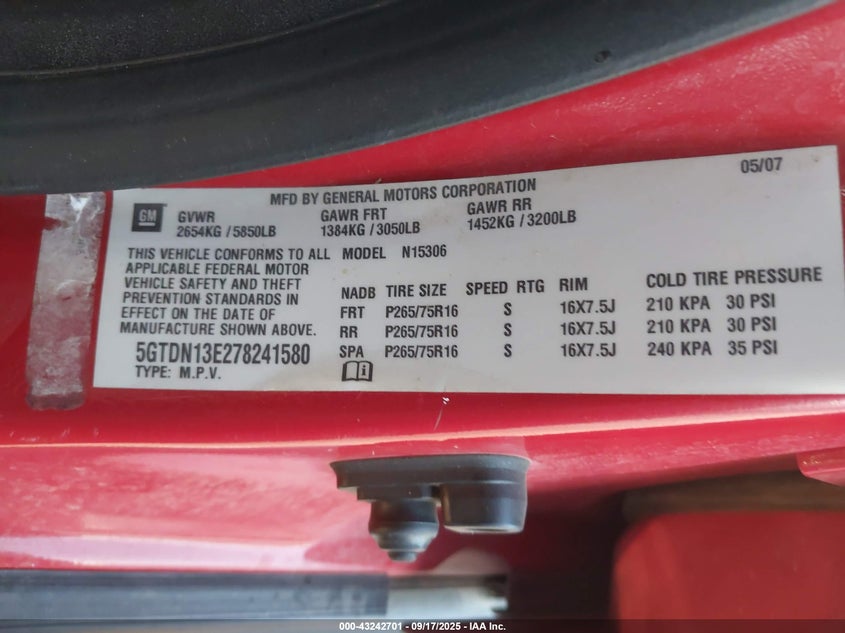 05/07
MFD BY GENERAL MOTORS CORPORATION
GM
GVWR GAWR FRT GAWR RR
2654KG / 5850LB 1384KG / 3050LB 1452KG / 3200LB
THIS VEHICLE CONFORMS TO ALL
APPLICABLE FEDERAL MOTOR
VEHICLE SAFETY AND THEFT
PREVENTION STANDARDS IN
EFFECT ON THE DATE OF
MANUFACTURE SHOWN ABOVE.
5GTDN13E278241580
TYPE: M.P.V.
MODEL N15306
NADB TIRE SIZE SPEED RTG RIM COLD TIRE PRESSURE
FRT P265/75R16 S 16X7.5J 210 KPA 30 PSI
RR P265/75R16 S 16X7.5J 210 KPA 30 PSI
SPA P265/75R16 S 16X7.5J 240 KPA 35 PSI
i
000-43242701 - 09/17/2025 - IAA Inc.